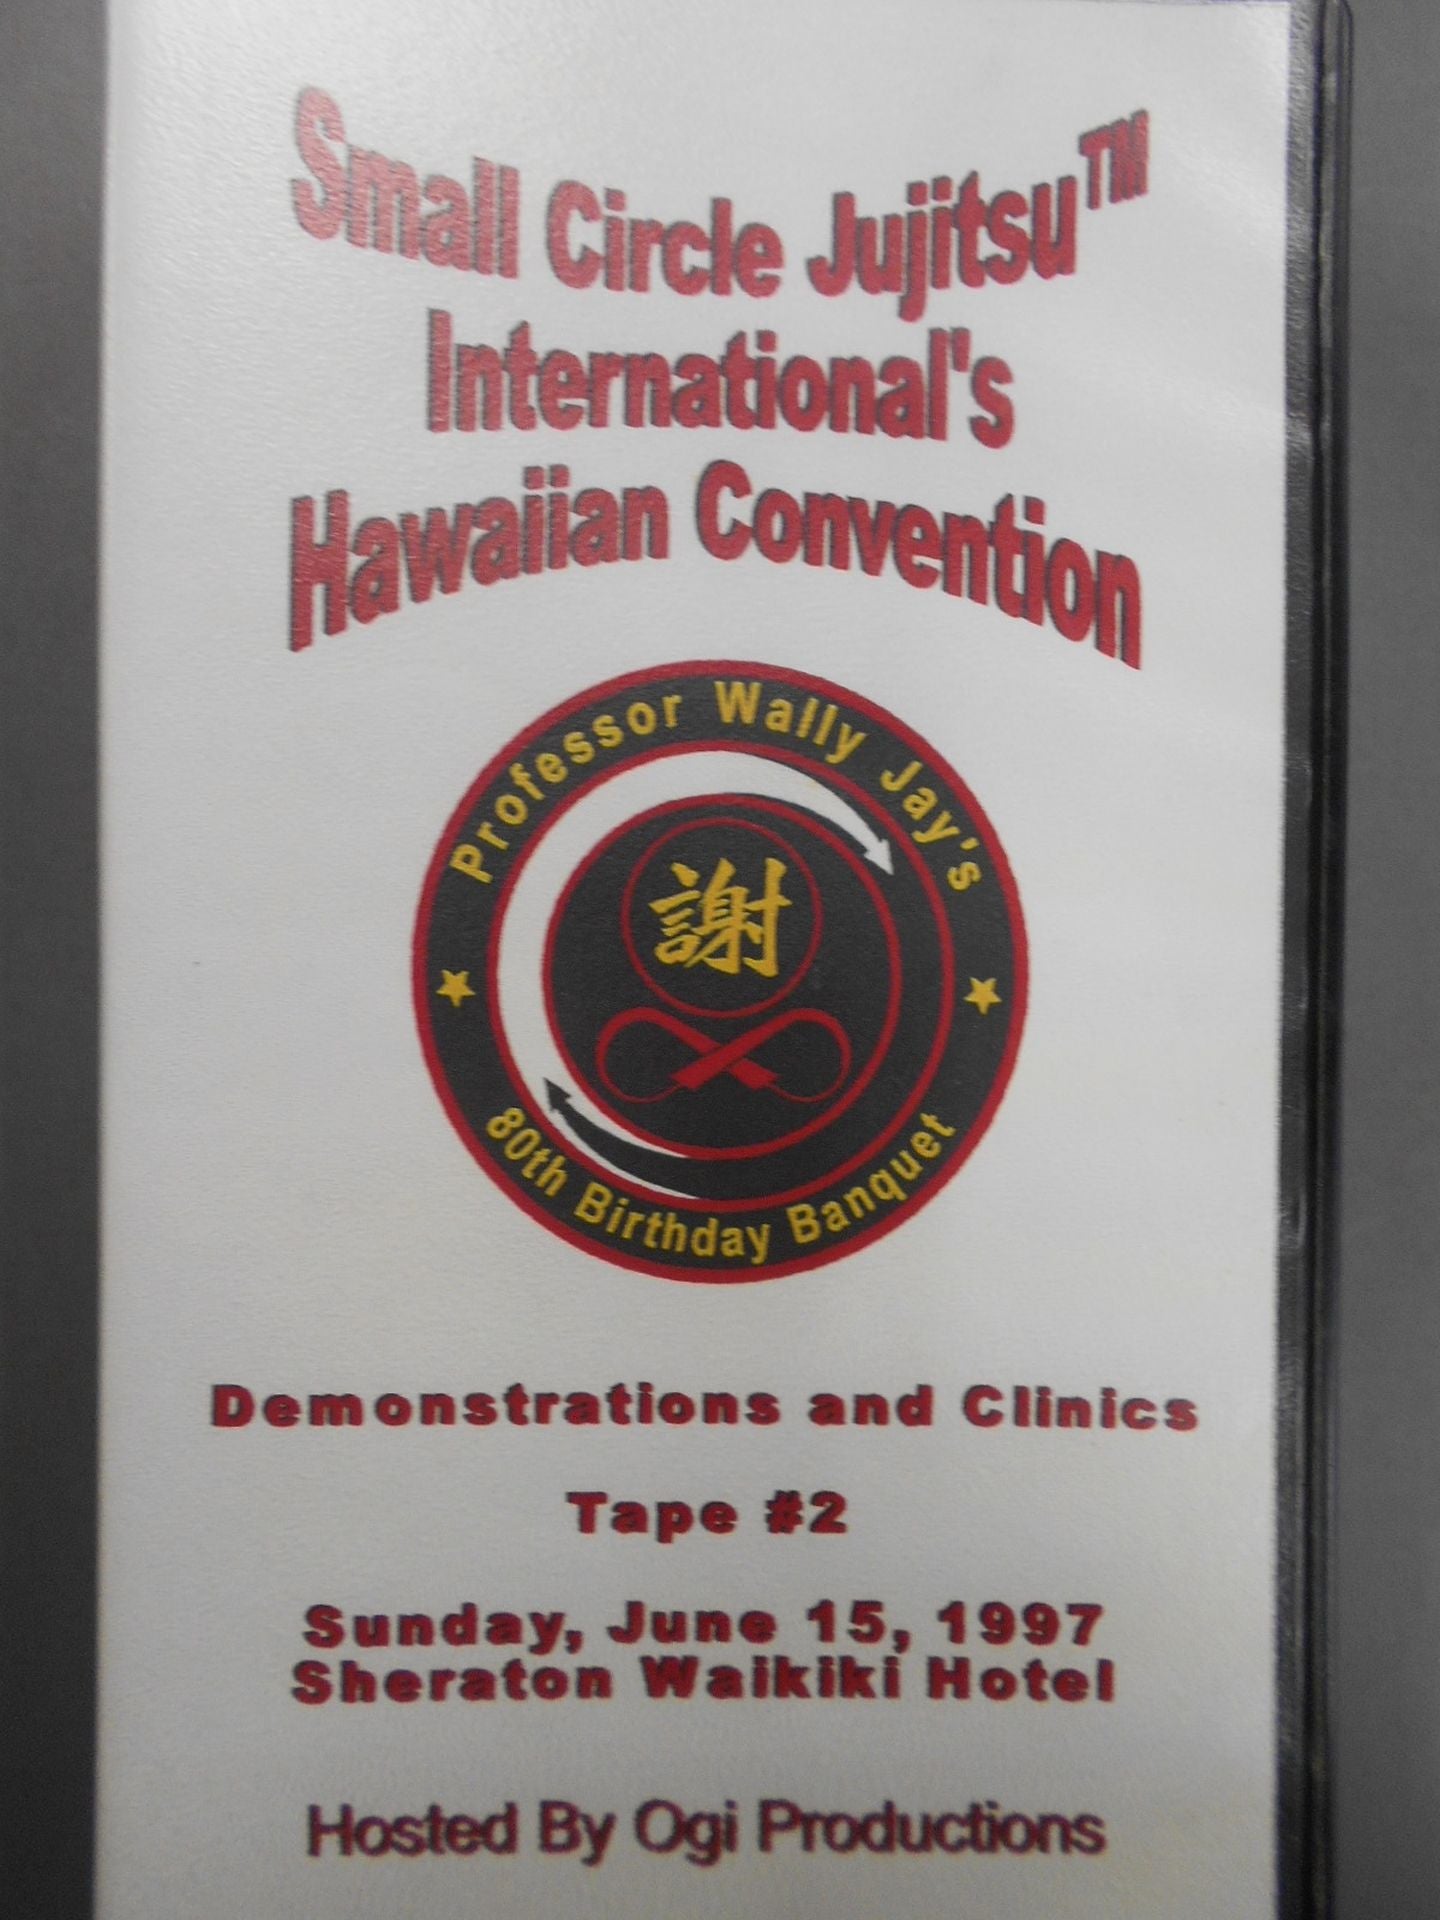 Small Circle Jujitsu™
International's
Hawaiian Convention
Professor Wally Jay's
謝
80th Birthday Banquet
Demonstrations and Clinics
Tape #2
Sunday, June 15, 1997
Sheraton Waikiki Hotel
Hosted By Ogi Productions